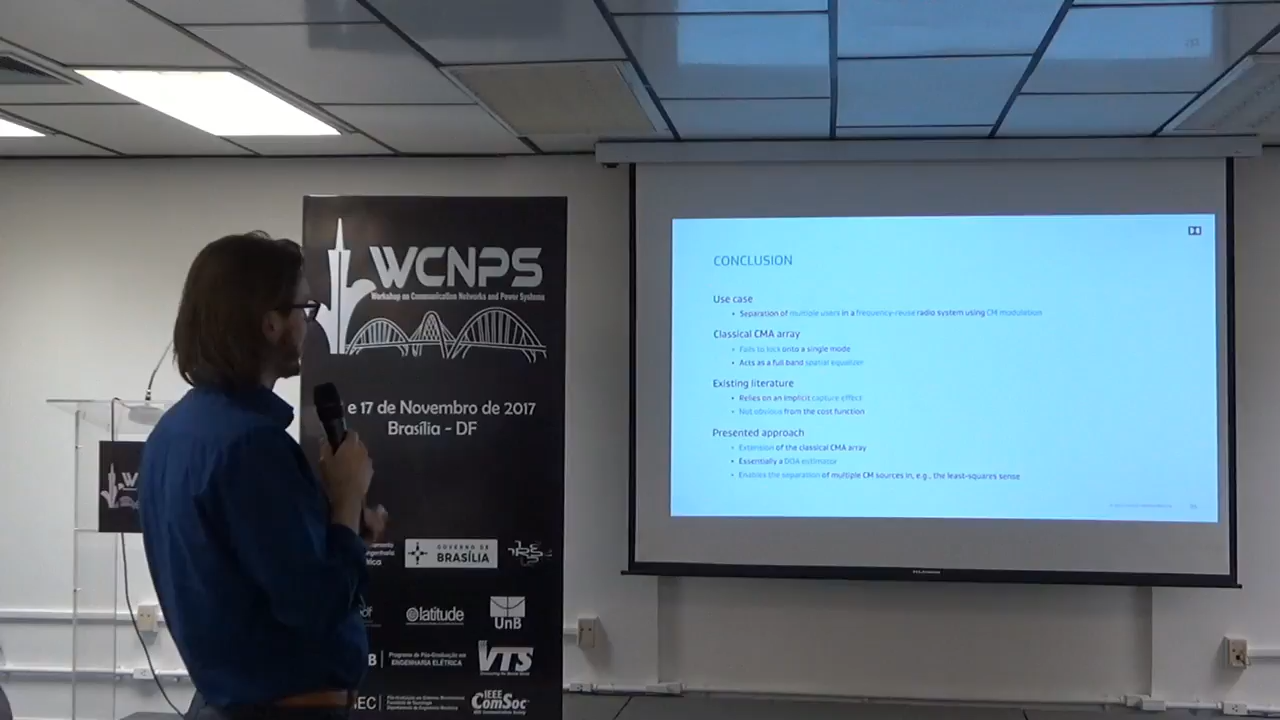 WCNPS
Workshop on Communication Networks and Power Systems
e 17 de Novembro de 2017
Brasília - DF
GOVERNO DE
BRASÍLIA
latitude
UnB
Programa de Pós-Graduação em
ENGENHARIA ELÉTRICA
VTS
IEEE
ComSoc
CONCLUSION
Use case
• Separation of multiple users in a frequency-reuse radio system using CM modulation
Classical CMA array
• Fails to lock onto a single mode
• Acts as a full band spatial equalizer
Existing literature
• Relies on an implicit capture effect
• Not obvious from the cost function
Presented approach
• Extension of the classical CMA array
• Essentially a DOA estimator
• Enables the separation of multiple CM sources in, e.g., the least-squares sense